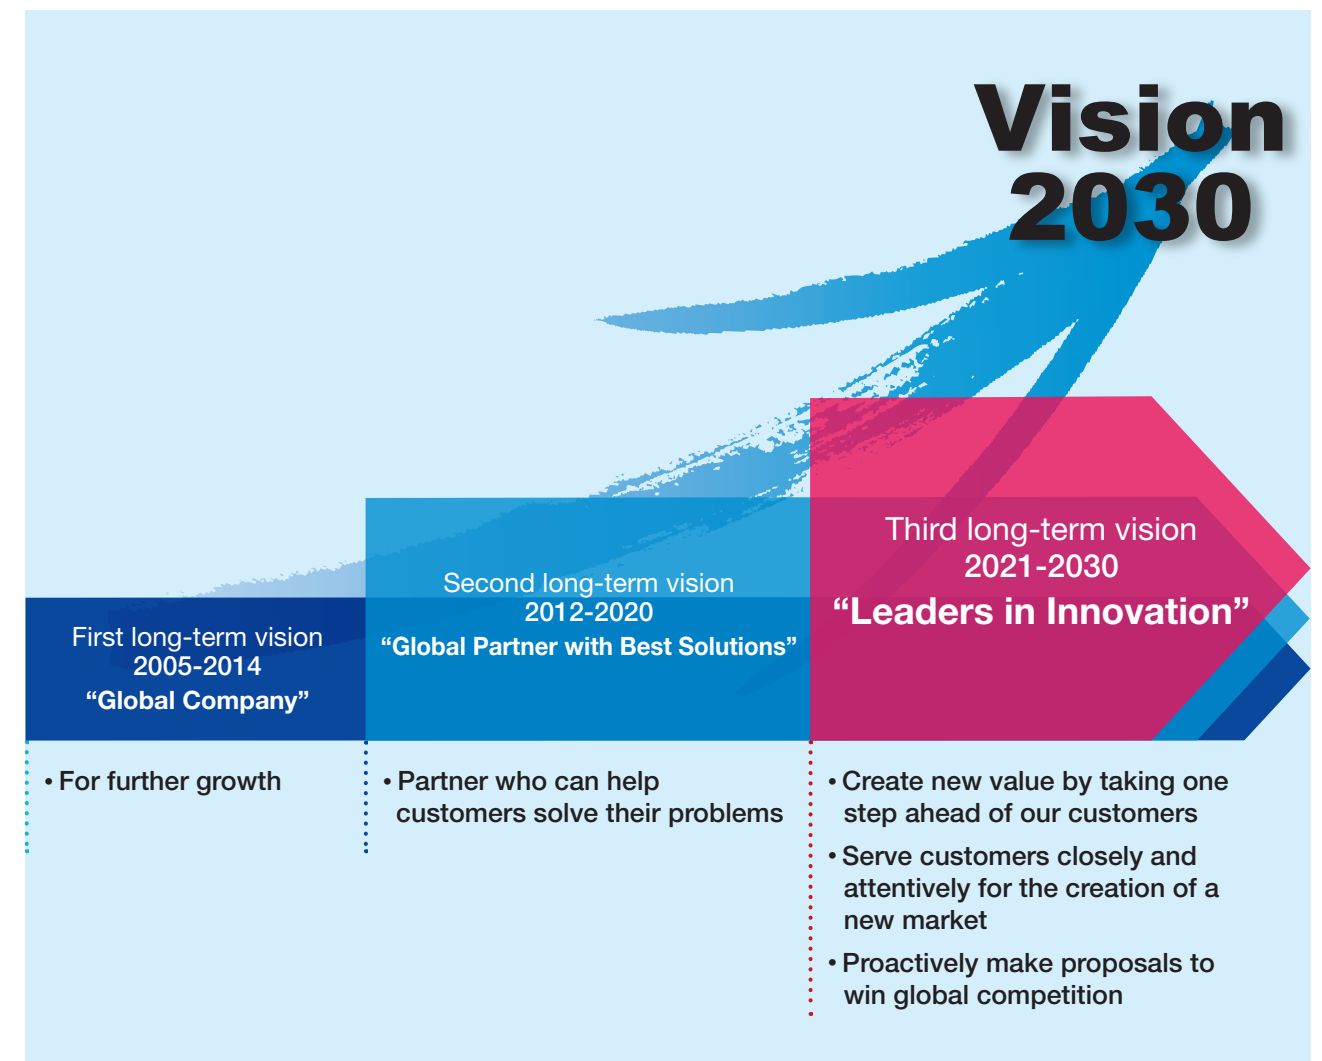 Vision
2030
First long-term vision
2005-2014
“Global Company”
• For further growth
Second long-term vision
2012-2020
“Global Partner with Best Solutions”
• Partner who can help
customers solve their problems
Third long-term vision
2021-2030
“Leaders in Innovation”
• Create new value by taking one
step ahead of our customers
• Serve customers closely and
attentively for the creation of a
new market
• Proactively make proposals to
win global competition